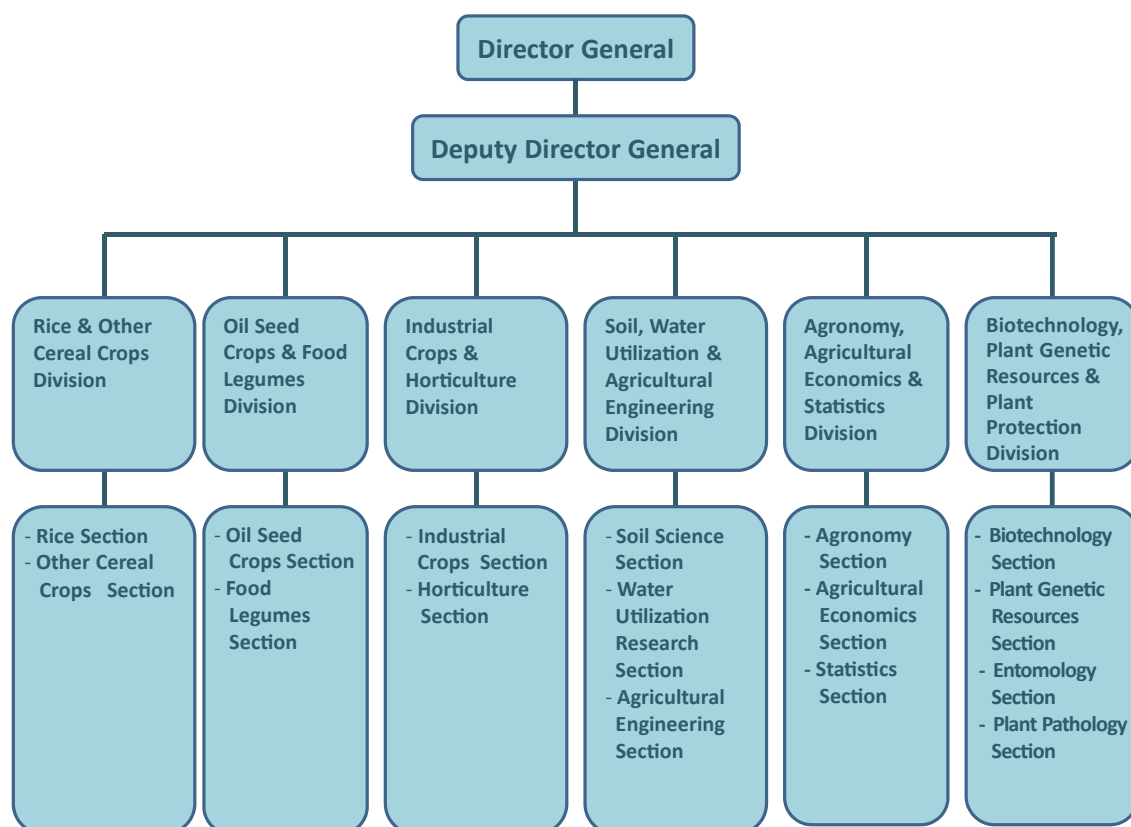 Director General
Deputy Director General
Rice & Other
Cereal Crops
Division
Oil Seed
Crops & Food
Legumes
Division
Industrial
Crops &
Horticulture
Division
Soil, Water
Utilization &
Agricultural
Engineering
Division
Agronomy,
Agricultural
Economics &
Statistics
Division
Biotechnology,
Plant Genetic
Resources &
Plant
Protection
Division
- Rice Section
- Other Cereal
Crops Section
- Oil Seed
Crops Section
- Food
Legumes
Section
- Industrial
Crops Section
- Horticulture
Section
- Soil Science
Section
- Water
Utilization
Research
Section
- Agricultural
Engineering
Section
- Agronomy
Section
- Agricultural
Economics
Section
- Statistics
Section
- Biotechnology
Section
- Plant Genetic
Resources
Section
- Entomology
Section
- Plant Pathology
Section